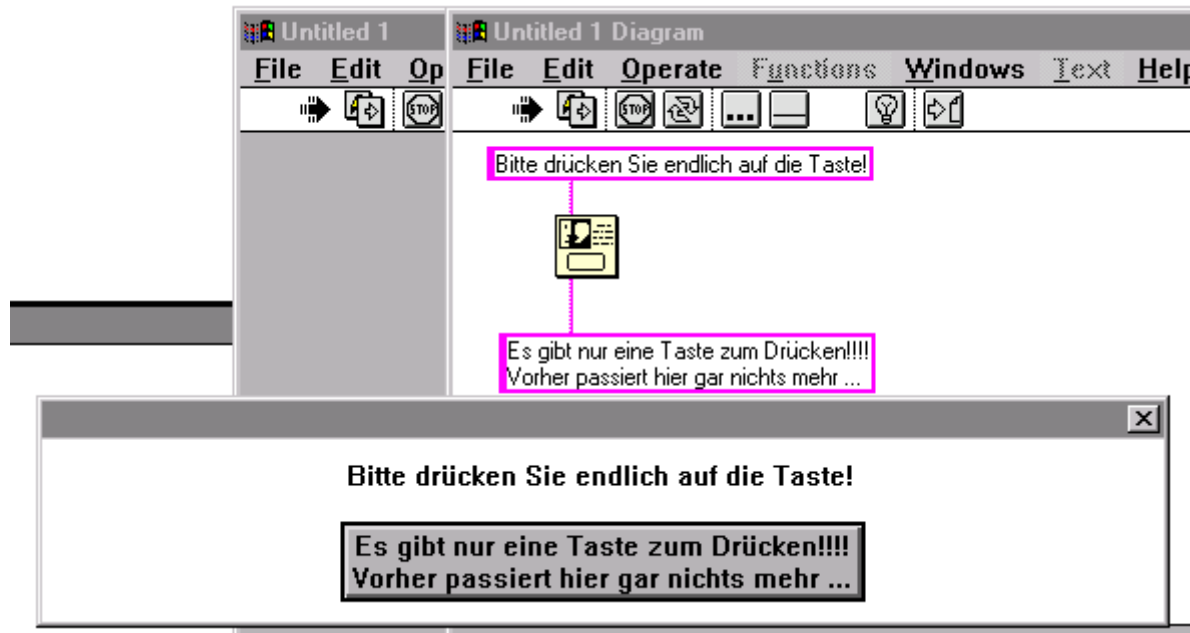 Untitled 1
File Edit Op
STOP
Untitled 1 Diagram
File Edit Operate Functions Windows Text Help
STOP
Bitte drücken Sie endlich auf die Taste!
Es gibt nur eine Taste zum Drücken!!!!
Vorher passiert hier gar nichts mehr ...
Bitte drücken Sie endlich auf die Taste!
Es gibt nur eine Taste zum Drücken!!!!
Vorher passiert hier gar nichts mehr ...